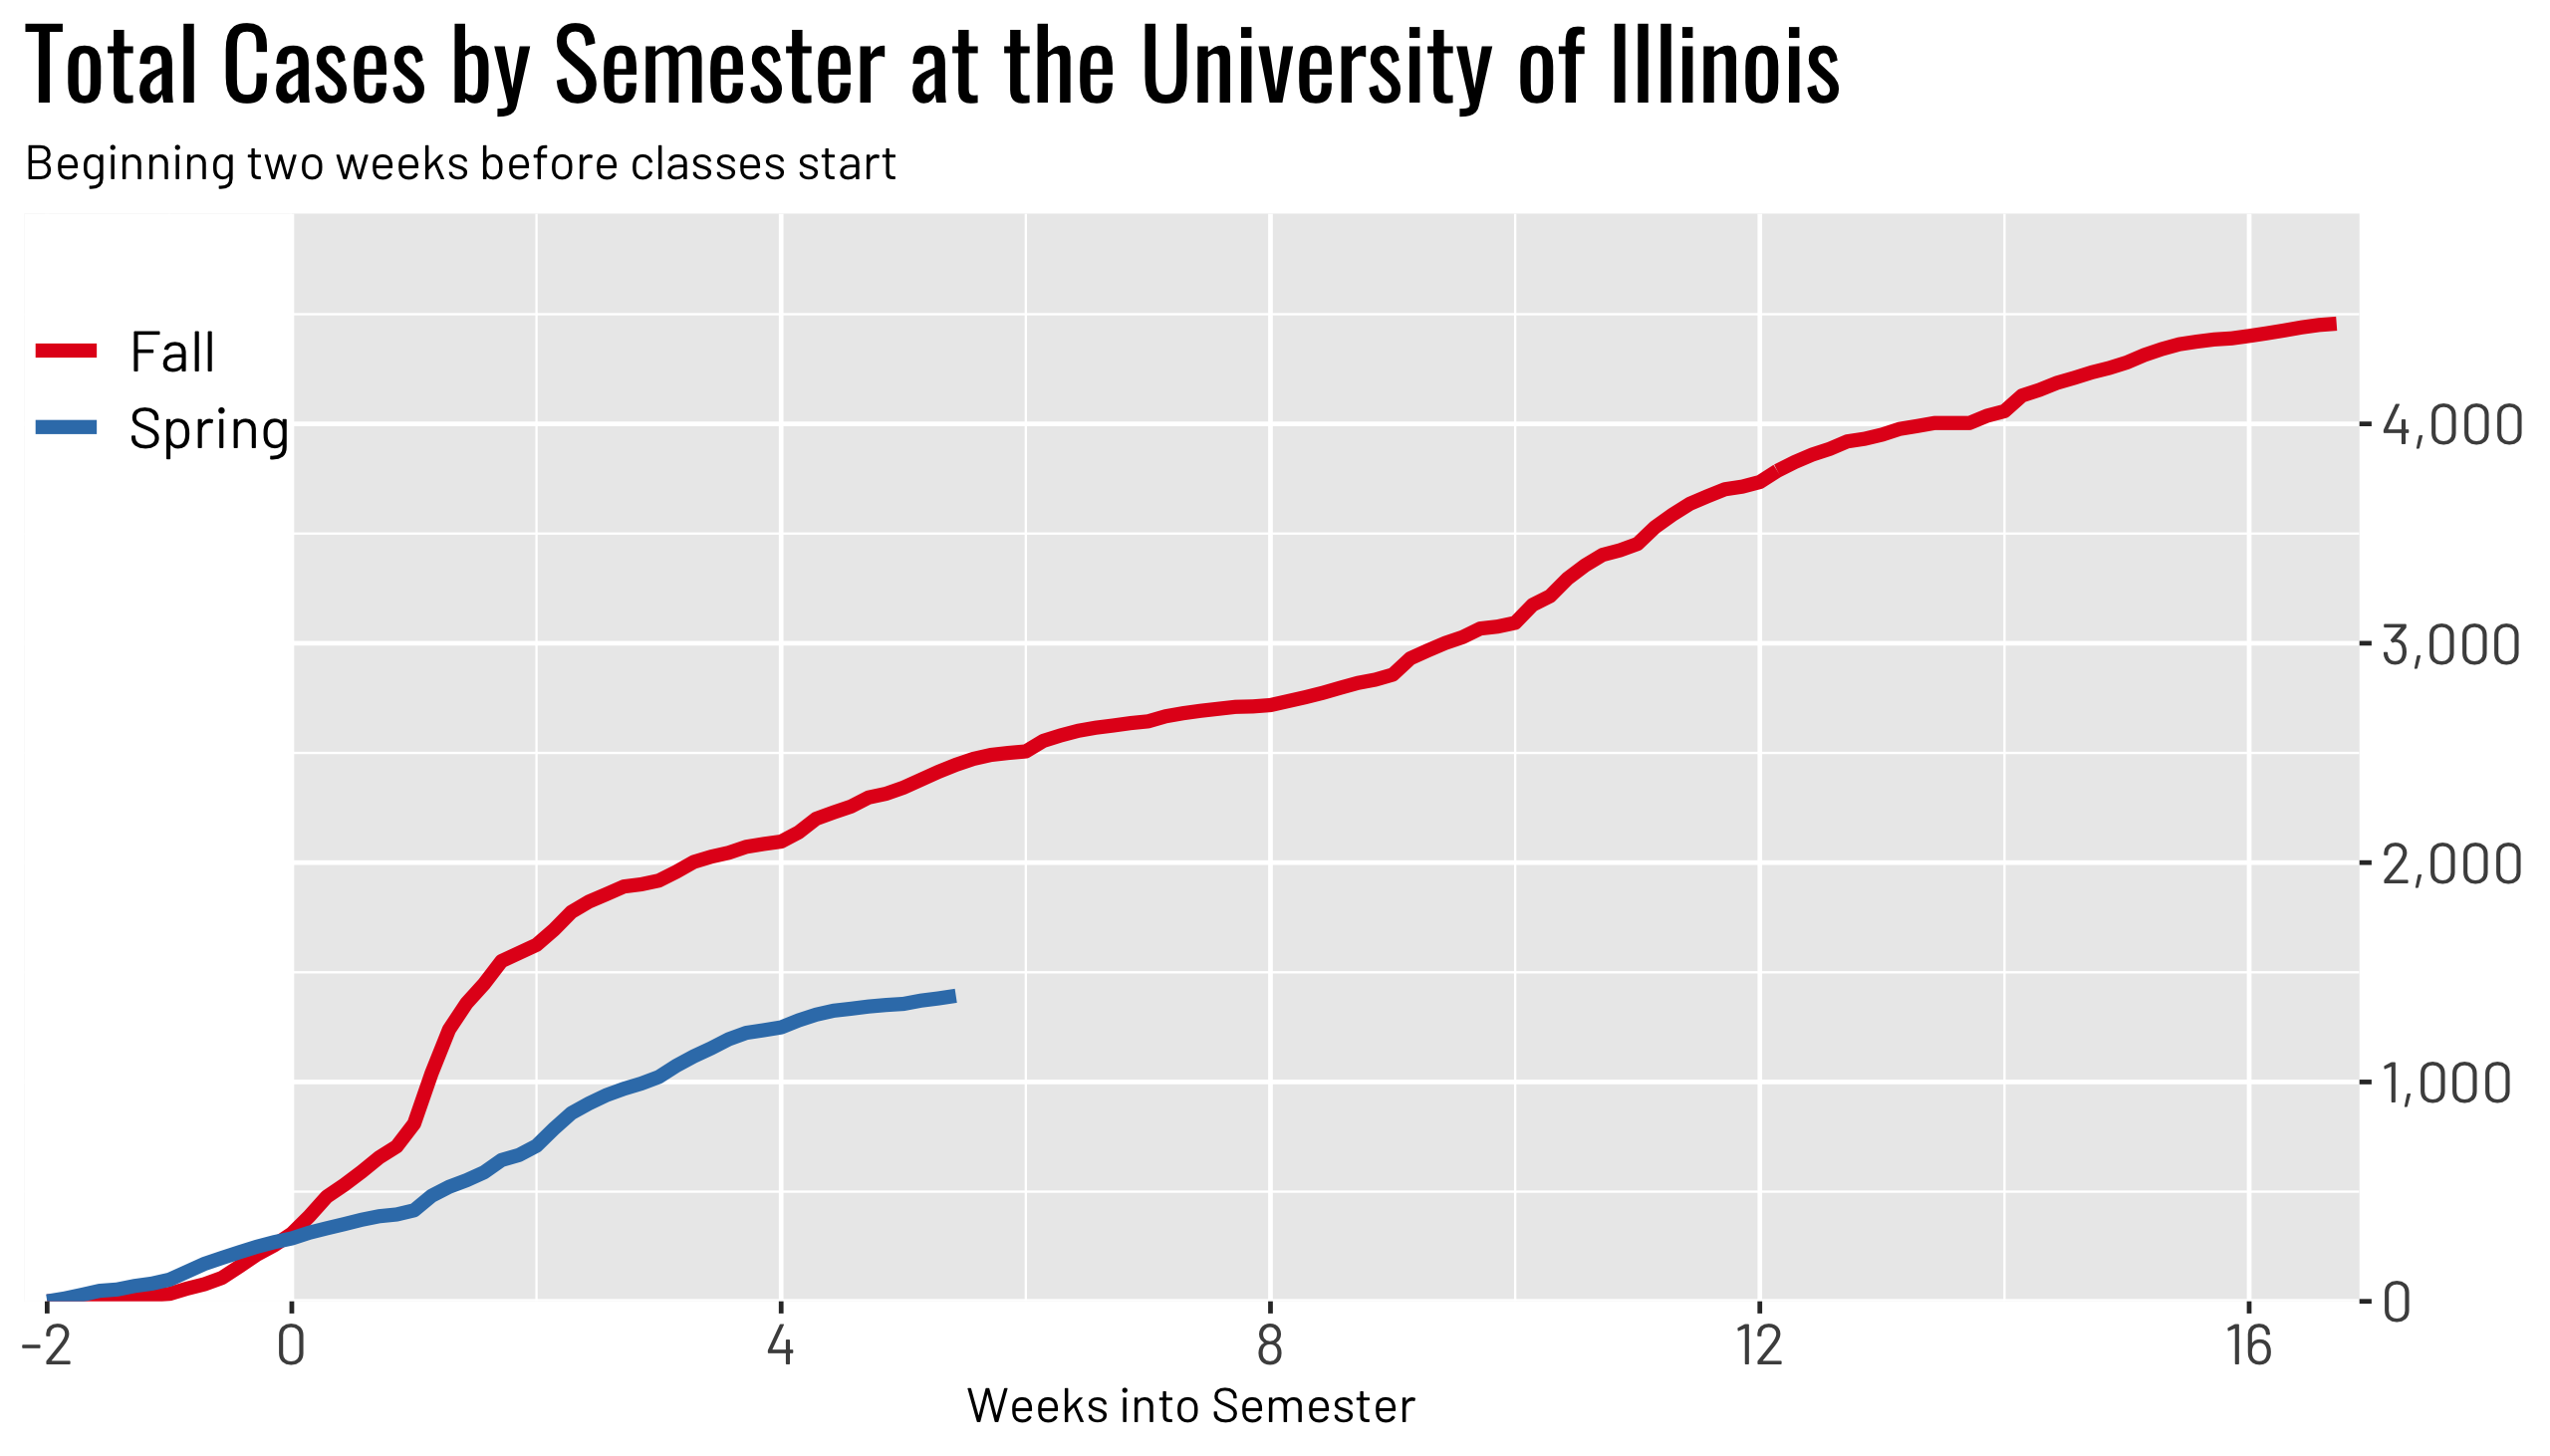 Total Cases by Semester at the University of Illinois
Beginning two weeks before classes start
Fall
Spring
4,000
3,000
2,000
1,000
0
-2 0 4 8 12 16
Weeks into Semester